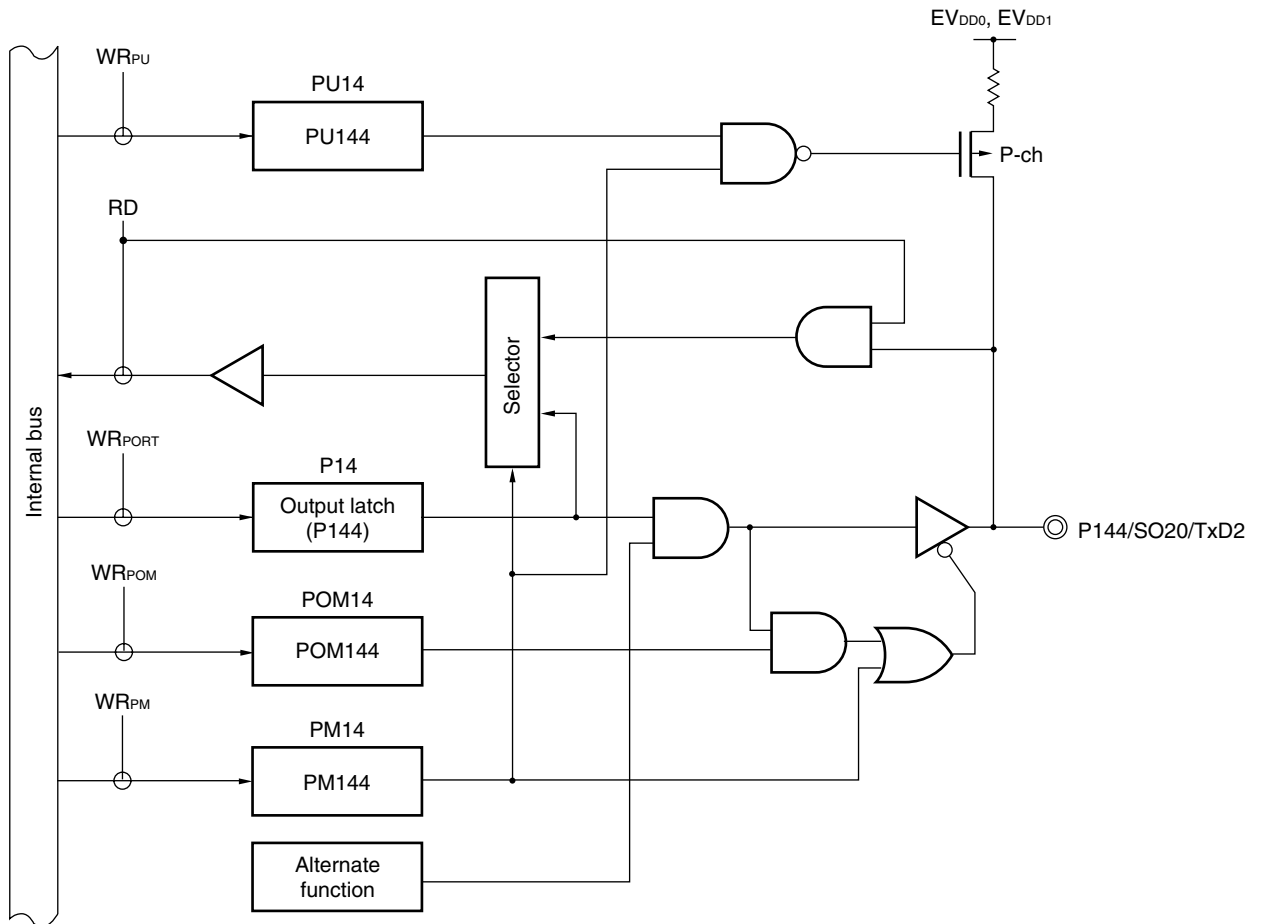 EVDD0, EVDD1
WRPU
PU14
PU144
P-ch
RD
Selector
Internal bus
WRPORT
P14
Output latch
(P144)
P144/SO20/TxD2
WRPOM
POM14
POM144
WRPM
PM14
PM144
Alternate
function